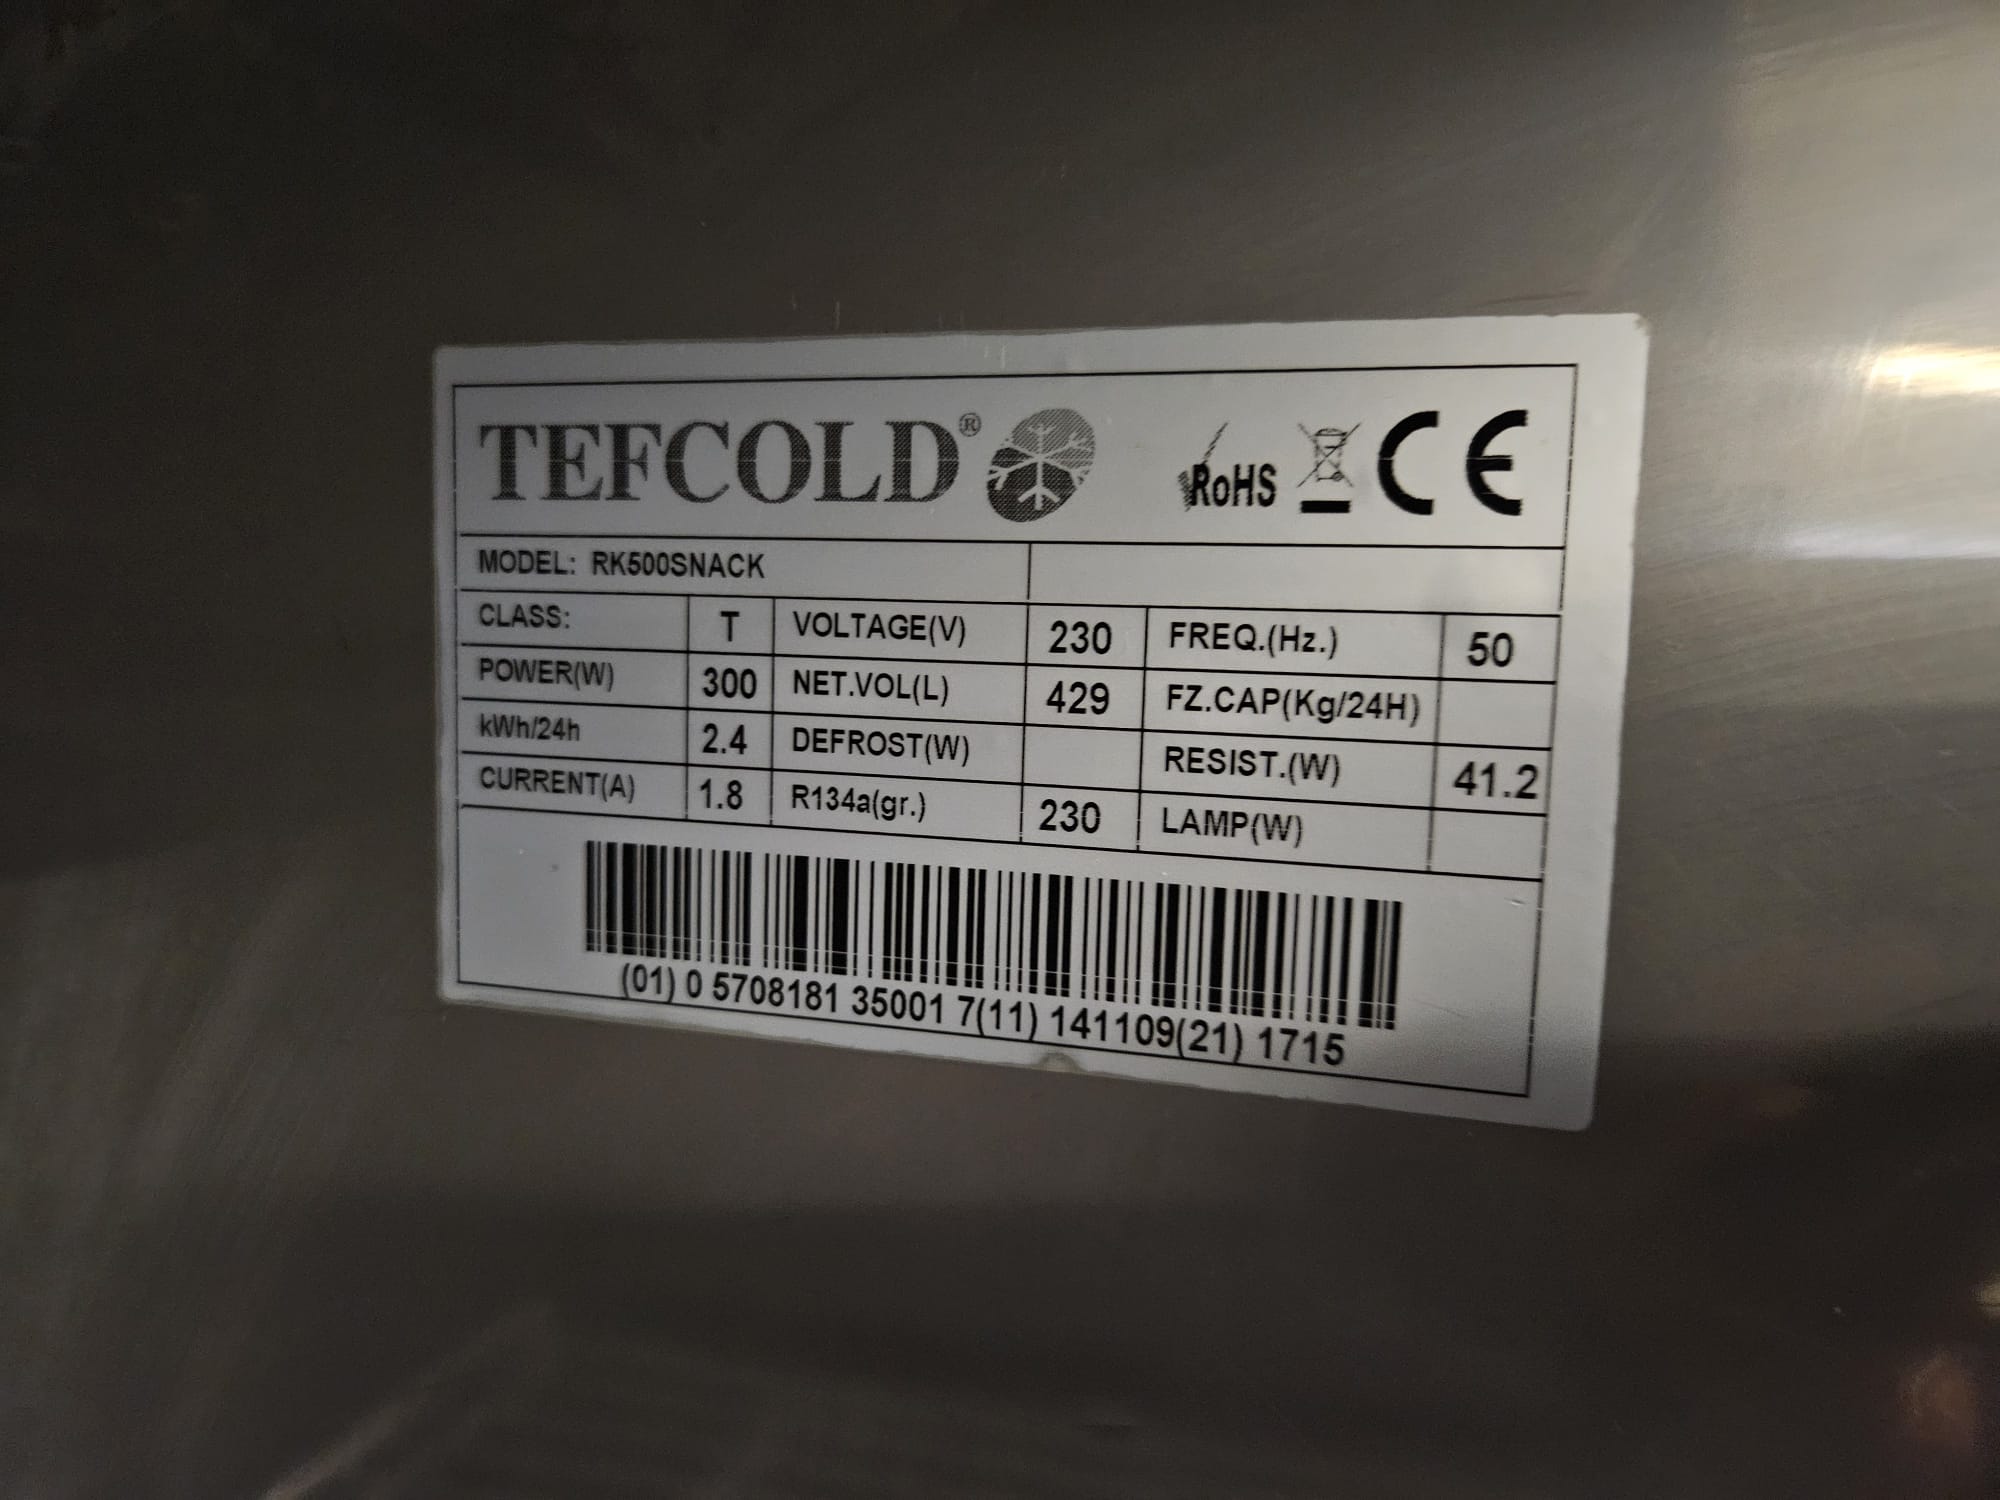 TEFCOLD® RoHS CE
MODEL: RK500SNACK
CLASS: T VOLTAGE(V) 230 FREQ.(Hz.) 50
POWER(W) 300 NET.VOL(L) 429 FZ.CAP(Kg/24H)
kWh/24h 2.4 DEFROST(W) RESIST.(W) 41.2
CURRENT(A) 1.8 R134a(gr.) 230 LAMP(W)
(01) 0 5708181 35001 7(11) 141109(21) 1715